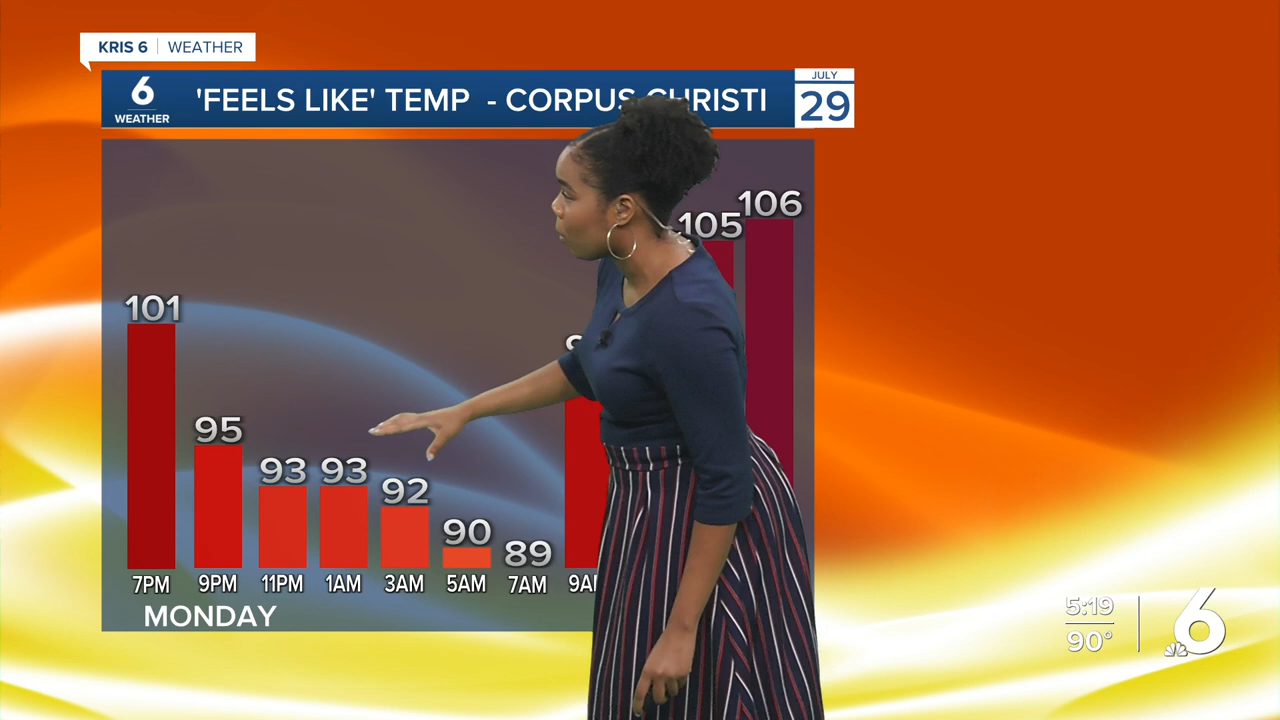 KRIS 6 | WEATHER
6
WEATHER
'FEELS LIKE' TEMP - CORPUS CHRISTI
JULY
29
101
95
93
93
92
90
89
105
106
7PM
9PM
11PM
1AM
3AM
5AM
7AM
MONDAY
5:19
90°
6